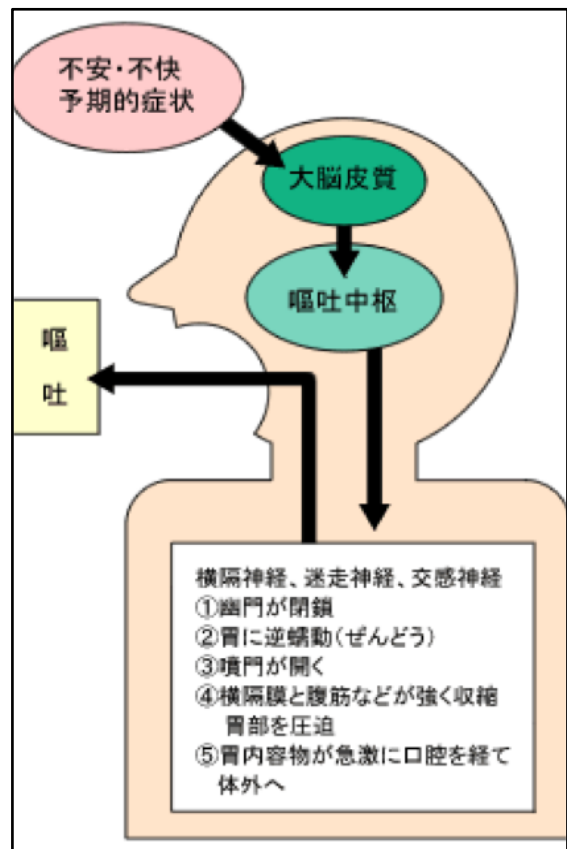 不安・不快
予期的症状
大脳皮質
嘔吐中枢
嘔
吐
横隔神経、迷走神経、交感神経
①幽門が閉鎖
②胃に逆蠕動(ぜんどう)
③噴門が開く
④横隔膜と腹筋などが強く収縮
胃部を圧迫
⑤胃内容物が急激に口腔を経て
体外へ